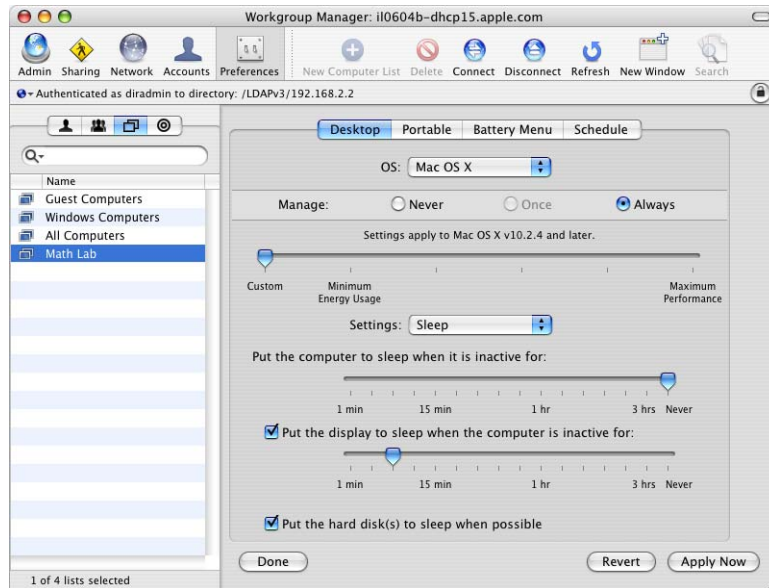 Workgroup Manager: il0604b-dhcp15.apple.com
Admin Sharing Network Accounts Preferences New Computer List Delete Connect Disconnect Refresh New Window Search
Authenticated as diradmin to directory: /LDAPv3/192.168.2.2
Desktop Portable Battery Menu Schedule
OS: Mac OS X
Name
Guest Computers
Windows Computers
All Computers
Math Lab
Manage: Never Once Always
Settings apply to Mac OS X v10.2.4 and later.
Custom Minimum Energy Usage Maximum Performance
Settings: Sleep
Put the computer to sleep when it is inactive for:
1 min 15 min 1 hr 3 hrs Never
Put the display to sleep when the computer is inactive for:
1 min 15 min 1 hr 3 hrs Never
Put the hard disk(s) to sleep when possible
Done Revert Apply Now
1 of 4 lists selected